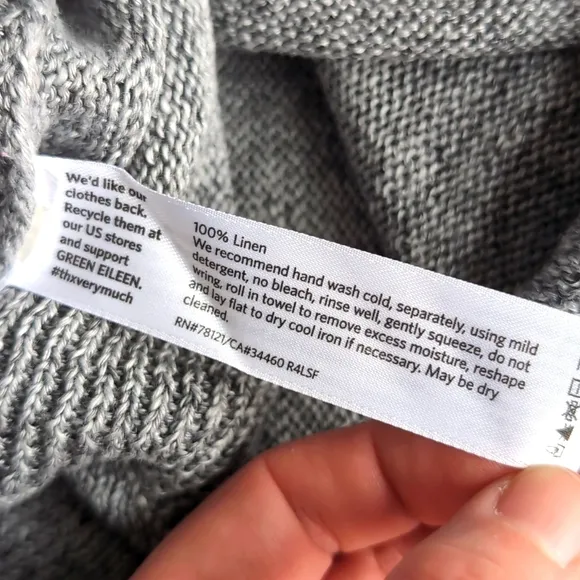 We'd like our
clothes back.
Recycle them at
our US stores
and support
GREEN EILEEN.
#thxverymuch
100% Linen
We recommend hand wash cold, separately, using mild
detergent, no bleach, rinse well, gently squeeze, do not
wring, roll in towel to remove excess moisture, reshape
and lay flat to dry cool iron if necessary. May be dry
cleaned.
RN#78121/CA#34460 R4LSF